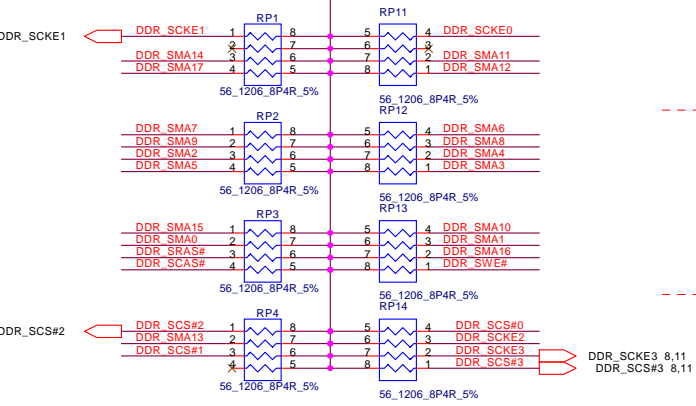 RP1 RP11
DDR_SCKE1 DDR_SCKE1 1 8 5 4 DDR_SCKE0
2 7 6 3
DDR_SMA14 3 6 7 2 DDR_SMA11
DDR_SMA17 4 5 8 1 DDR_SMA12
56_1206_8P4R_5% 56_1206_8P4R_5%
RP2 RP12
DDR_SMA7 1 8 5 4 DDR_SMA6
DDR_SMA9 2 7 6 3 DDR_SMA8
DDR_SMA2 3 6 7 2 DDR_SMA4
DDR_SMA5 4 5 8 1 DDR_SMA3
56_1206_8P4R_5% 56_1206_8P4R_5%
RP3 RP13
DDR_SMA15 1 8 5 4 DDR_SMA10
DDR_SMA0 2 7 6 3 DDR_SMA1
DDR_SRAS# 3 6 7 2 DDR_SMA16
DDR_SCAS# 4 5 8 1 DDR_SWE#
56_1206_8P4R_5% 56_1206_8P4R_5%
RP4 RP14
DDR_SCS#2 DDR_SCS#2 1 8 5 4 DDR_SCS#0
DDR_SMA13 2 7 6 3 DDR_SCKE2
DDR_SCS#1 3 6 7 2 DDR_SCKE3 DDR_SCKE3 8,11
4 5 8 1 DDR_SCS#3 DDR_SCS#3 8,11
56_1206_8P4R_5% 56_1206_8P4R_5%